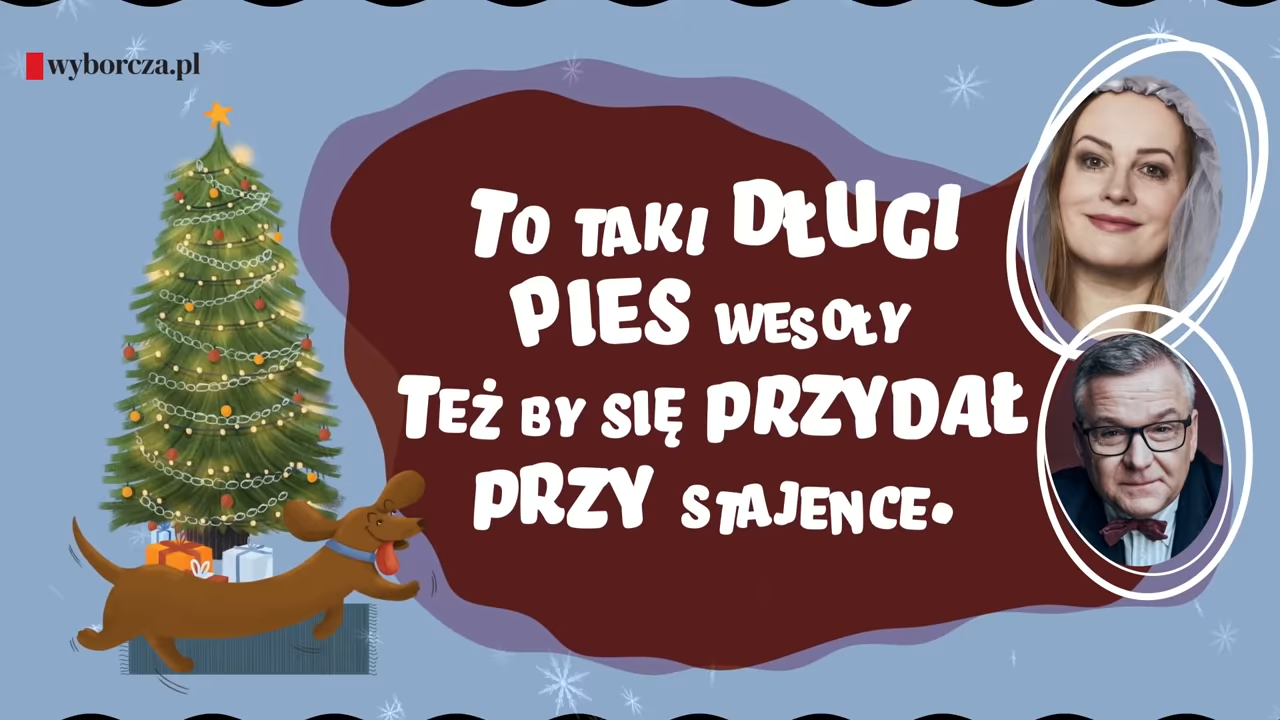 wyborcza.pl
TO TAKI DŁUGI
PIES WESOŁY
TEŻ BY SIĘ PRZYDAŁ
PRZY STAJENCE.